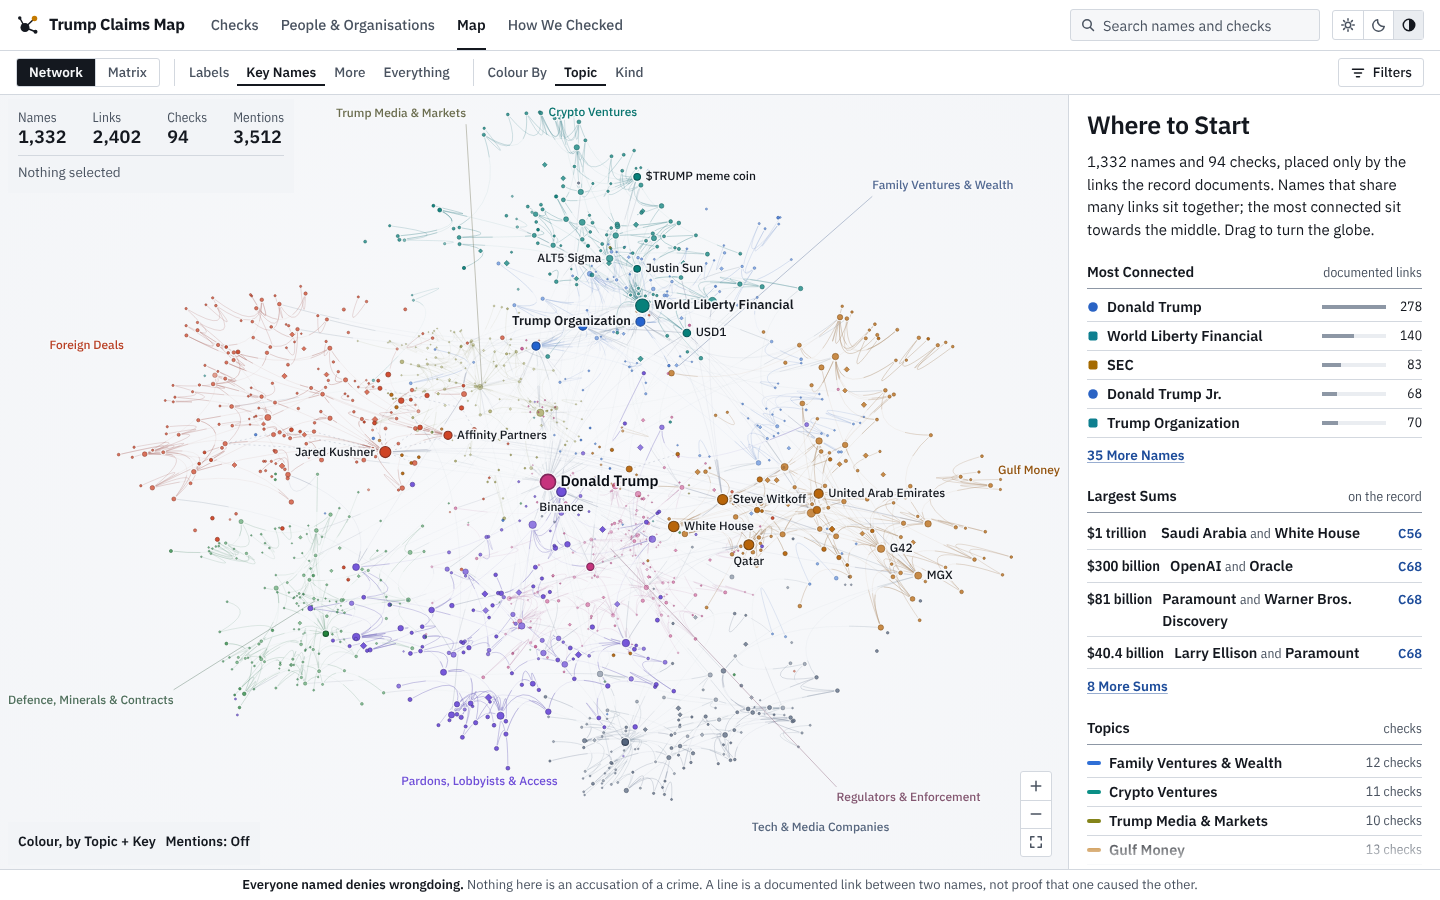 Trump Claims Map
Checks
People & Organisations
Map
How We Checked
Search names and checks
Network
Matrix
Labels
Key Names
More
Everything
Colour By
Topic
Kind
Filters
Names
Links
Checks
Mentions
1,332
2,402
94
3,512
Nothing selected
Trump Media & Markets
Crypto Ventures
$TRUMP meme coin
Family Ventures & Wealth
ALT5 Sigma
Justin Sun
World Liberty Financial
Trump Organization
USD1
Foreign Deals
Affinity Partners
Jared Kushner
Gulf Money
Donald Trump
Binance
Steve Witkoff
United Arab Emirates
White House
Qatar
G42
MGX
Defence, Minerals & Contracts
Pardons, Lobbyists & Access
Regulators & Enforcement
Tech & Media Companies
Colour, by Topic + Key
Mentions: Off
Where to Start
1,332 names and 94 checks, placed only by the
links the record documents. Names that share
many links sit together; the most connected sit
towards the middle. Drag to turn the globe.
Most Connected
documented links
Donald Trump 278
World Liberty Financial 140
SEC 83
Donald Trump Jr. 68
Trump Organization 70
35 More Names
Largest Sums
on the record
$1 trillion Saudi Arabia and White House C56
$300 billion OpenAI and Oracle C68
$81 billion Paramount and Warner Bros. C68
Discovery
$40.4 billion Larry Ellison and Paramount C68
8 More Sums
Topics
checks
Family Ventures & Wealth 12 checks
Crypto Ventures 11 checks
Trump Media & Markets 10 checks
Gulf Money 13 checks
Everyone named denies wrongdoing. Nothing here is an accusation of a crime. A line is a documented link between two names, not proof that one caused the other.